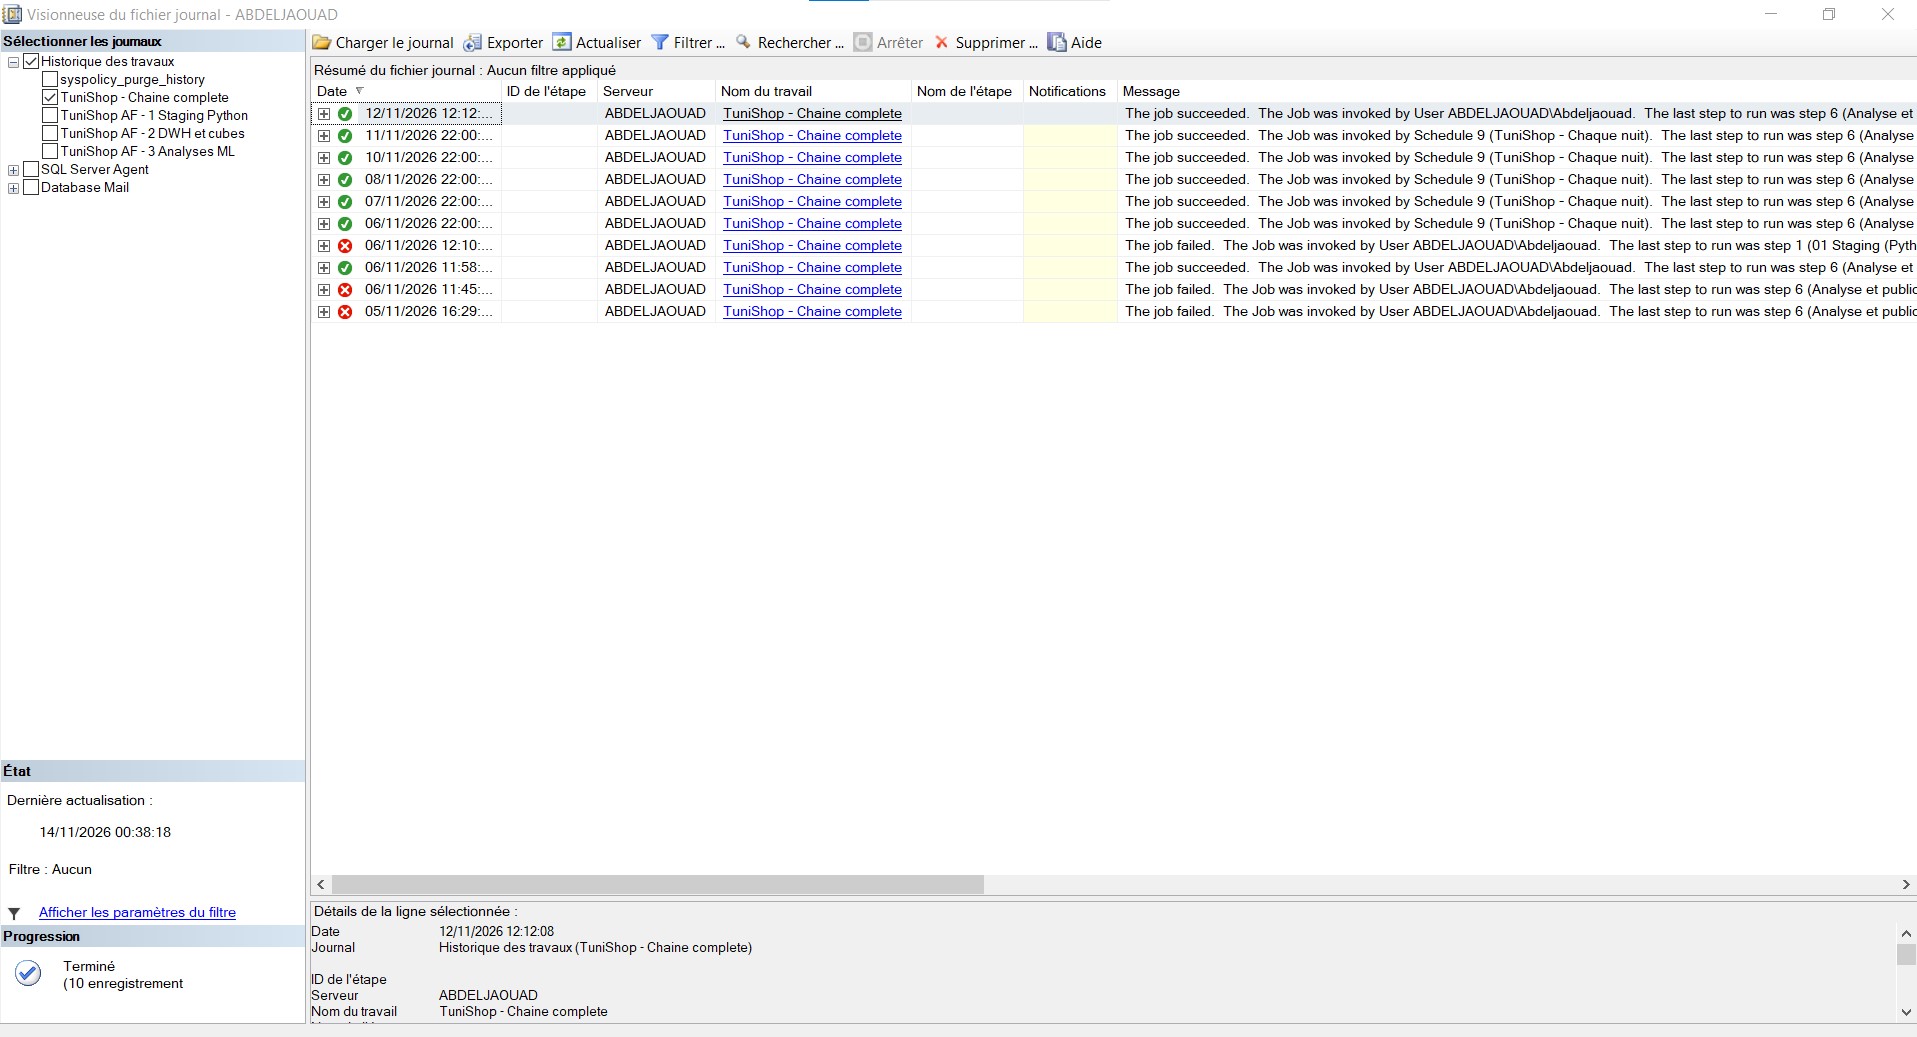 Visionneuse du fichier journal - ABDELJAOUAD
Sélectionner les journaux
Historique des travaux
syspolicy_purge_history
TuniShop - Chaine complete
TuniShop AF - 1 Staging Python
TuniShop AF - 2 DWH et cubes
TuniShop AF - 3 Analyses ML
SQL Server Agent
Database Mail
Charger le journal Exporter Actualiser Filtrer ... Rechercher ... Arrêter Supprimer ... Aide
Résumé du fichier journal : Aucun filtre appliqué
Date ID de l'étape Serveur Nom du travail Nom de l'étape Notifications Message
12/11/2026 12:12:... ABDELJAOUAD TuniShop - Chaine complete The job succeeded. The Job was invoked by User ABDELJAOUAD\Abdeljaouad. The last step to run was step 6 (Analyse et
11/11/2026 22:00:... ABDELJAOUAD TuniShop - Chaine complete The job succeeded. The Job was invoked by Schedule 9 (TuniShop - Chaque nuit). The last step to run was step 6 (Analyse
10/11/2026 22:00:... ABDELJAOUAD TuniShop - Chaine complete The job succeeded. The Job was invoked by Schedule 9 (TuniShop - Chaque nuit). The last step to run was step 6 (Analyse
08/11/2026 22:00:... ABDELJAOUAD TuniShop - Chaine complete The job succeeded. The Job was invoked by Schedule 9 (TuniShop - Chaque nuit). The last step to run was step 6 (Analyse
07/11/2026 22:00:... ABDELJAOUAD TuniShop - Chaine complete The job succeeded. The Job was invoked by Schedule 9 (TuniShop - Chaque nuit). The last step to run was step 6 (Analyse
06/11/2026 22:00:... ABDELJAOUAD TuniShop - Chaine complete The job succeeded. The Job was invoked by Schedule 9 (TuniShop - Chaque nuit). The last step to run was step 6 (Analyse
06/11/2026 12:10:... ABDELJAOUAD TuniShop - Chaine complete The job failed. The Job was invoked by User ABDELJAOUAD\Abdeljaouad. The last step to run was step 1 (01 Staging (Pyth
06/11/2026 11:58:... ABDELJAOUAD TuniShop - Chaine complete The job succeeded. The Job was invoked by User ABDELJAOUAD\Abdeljaouad. The last step to run was step 6 (Analyse et
06/11/2026 11:45:... ABDELJAOUAD TuniShop - Chaine complete The job failed. The Job was invoked by User ABDELJAOUAD\Abdeljaouad. The last step to run was step 6 (Analyse et public
05/11/2026 16:29:... ABDELJAOUAD TuniShop - Chaine complete The job failed. The Job was invoked by User ABDELJAOUAD\Abdeljaouad. The last step to run was step 6 (Analyse et public
État
Dernière actualisation :
14/11/2026 00:38:18
Filtre : Aucun
Afficher les paramètres du filtre
Progression
Terminé
(10 enregistrement
Détails de la ligne sélectionnée :
Date 12/11/2026 12:12:08
Journal Historique des travaux (TuniShop - Chaine complete)
ID de l'étape
Serveur ABDELJAOUAD
Nom du travail TuniShop - Chaine complete